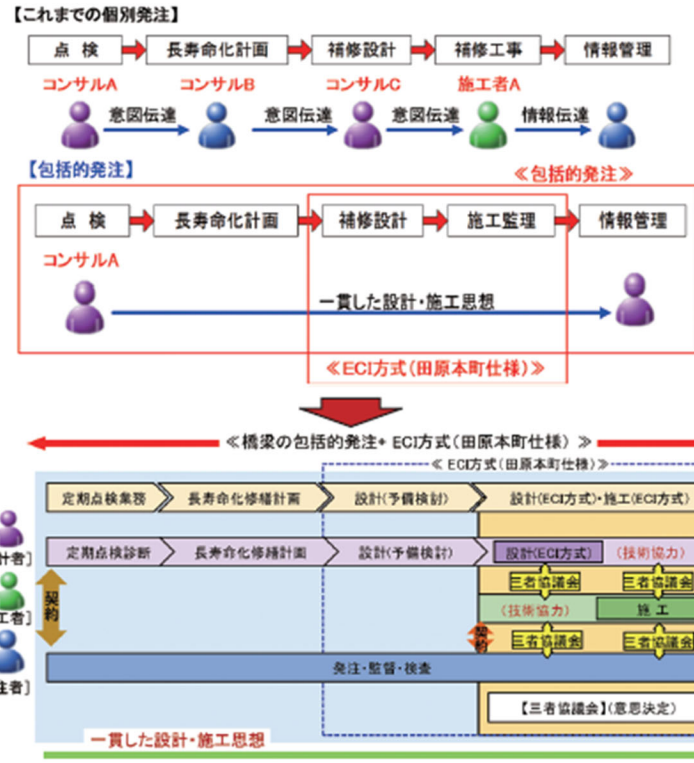 【これまでの個別発注】
点 検 長寿命化計画 補修設計 補修工事 情報管理
コンサルA コンサルB コンサルC 施工者A
意図伝達 意図伝達 意図伝達 情報伝達
【包括的発注】
≪包括的発注≫
点 検 長寿命化計画 補修設計 施工監理 情報管理
コンサルA
一貫した設計・施工思想
≪ECI方式(田原本町仕様)≫
≪橋梁の包括的発注+ ECI方式(田原本町仕様) ≫
≪ ECI方式(田原本町仕様)≫
定期点検業務 長寿命化修繕計画 設計(予備検討) 設計(ECI方式)・施工(ECI方式)
計者] 定期点検診断 長寿命化修繕計画 設計(予備検討) 設計(ECI方式) (技術協力)
三者協議会 三者協議会
工者] 契約 (技術協力) 施 工
契約 三者協議会 三者協議会
注者] 発注・監督・検査
【三者協議会】(意思決定)
一貫した設計・施工思想